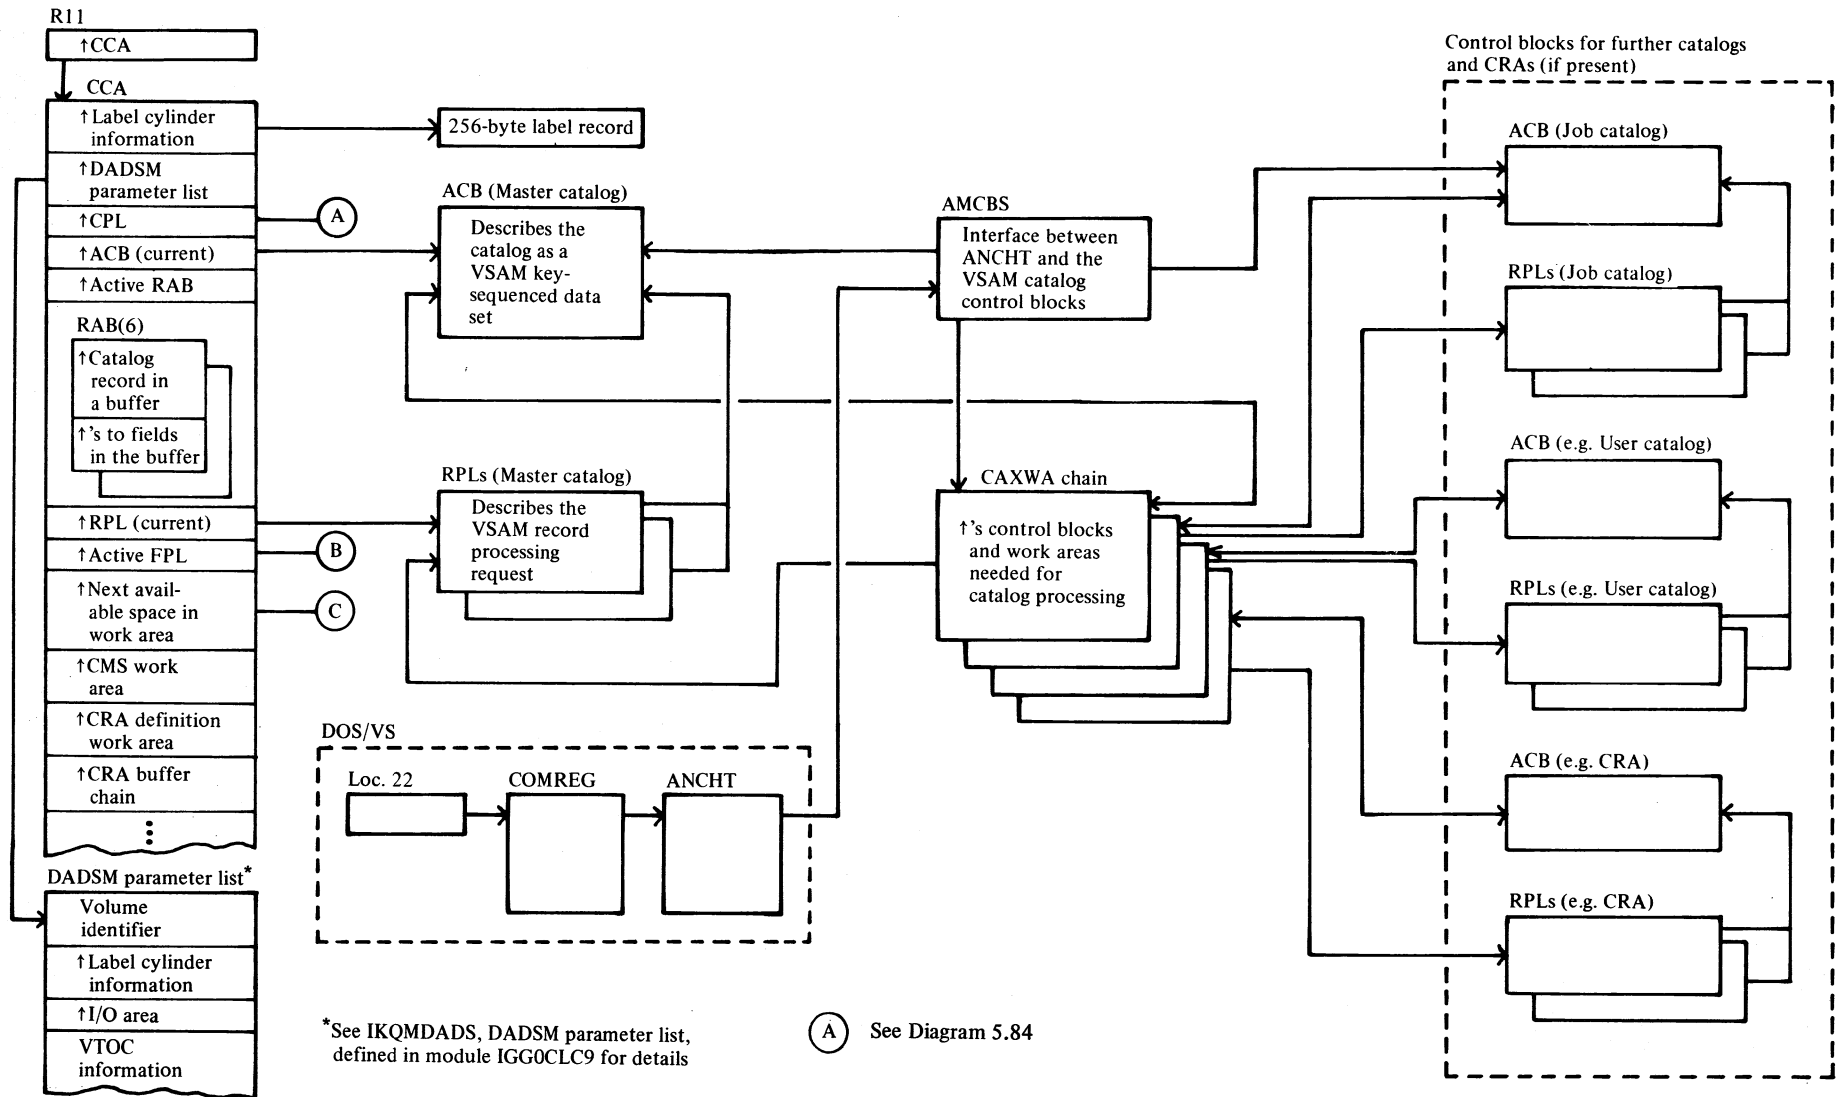 R11
↑CCA
CCA
↑Label cylinder
information
↑DADSM
parameter list
↑CPL
↑ACB (current)
↑Active RAB
RAB(6)
↑Catalog
record in
a buffer
↑'s to fields
in the buffer
↑RPL (current)
↑Active FPL
↑Next avail-
able space in
work area
↑CMS work
area
↑CRA definition
work area
↑CRA buffer
chain
DADSM parameter list*
Volume
identifier
↑Label cylinder
information
↑I/O area
VTOC
information
256-byte label record
A
ACB (Master catalog)
Describes the
catalog as a
VSAM key-
sequenced data
set
RPLs (Master catalog)
Describes the
VSAM record
processing
request
B
C
DOS/VS
Loc. 22
COMREG
ANCHT
*See IKQMDADS, DADSM parameter list,
defined in module IGG0CLC9 for details
A See Diagram 5.84
AMCBS
Interface between
ANCHT and the
VSAM catalog
control blocks
CAXWA chain
↑'s control blocks
and work areas
needed for
catalog processing
Control blocks for further catalogs
and CRAs (if present)
ACB (Job catalog)
RPLs (Job catalog)
ACB (e.g. User catalog)
RPLs (e.g. User catalog)
ACB (e.g. CRA)
RPLs (e.g. CRA)